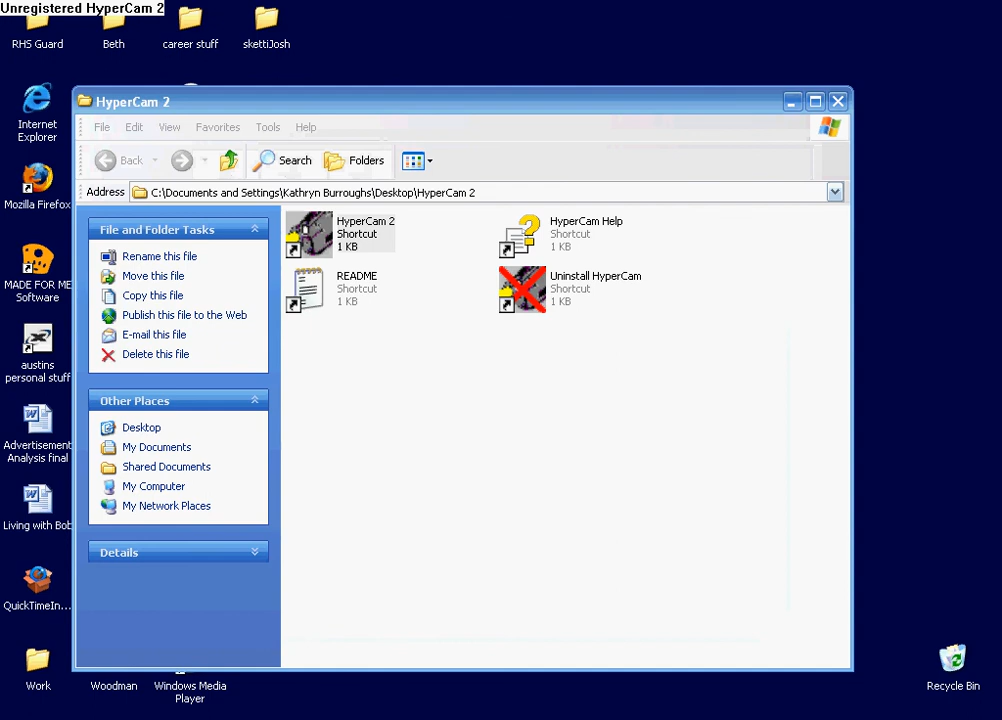 Unregistered HyperCam 2
RHS Guard
Beth
career stuff
skettiJosh
Internet
Explorer
Mozilla Firefox
MADE FOR ME
Software
austins
personal stuff
Advertisement
Analysis final
Living with Bob
QuickTimeIn...
Work
Woodman
Windows Media
Player
Recycle Bin
HyperCam 2
File Edit View Favorites Tools Help
Back Search Folders
Address C:\Documents and Settings\Kathryn Burroughs\Desktop\HyperCam 2
File and Folder Tasks
Rename this file
Move this file
Copy this file
Publish this file to the Web
E-mail this file
Delete this file
Other Places
Desktop
My Documents
Shared Documents
My Computer
My Network Places
Details
HyperCam 2
Shortcut
1 KB
HyperCam Help
Shortcut
1 KB
README
Shortcut
1 KB
Uninstall HyperCam
Shortcut
1 KB